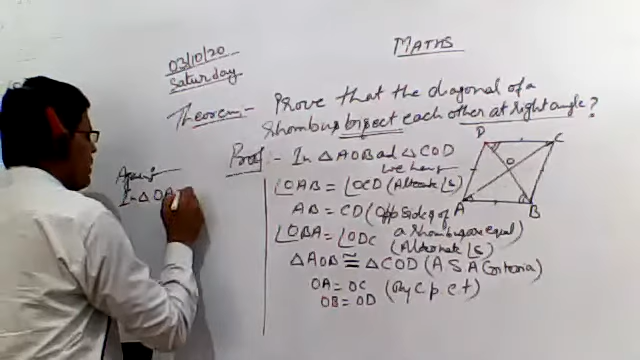 MATHS
03/10/20
Saturday
Theorem:- Prove that the diagonal of a
rhombus bisect each other at right angle?
Proof:- In △AOB and △COD
we have
∠OAB = ∠OCD (Alternate ∠s)
AB = CD (Opp sides of
a rhombus are equal)
∠OBA = ∠ODC
(Alternate ∠s)
△AOB ≅ △COD (ASA Criteria)
OA = OC (By C.p.c.t)
OB = OD
D C
O
A B
Again
In △ OA